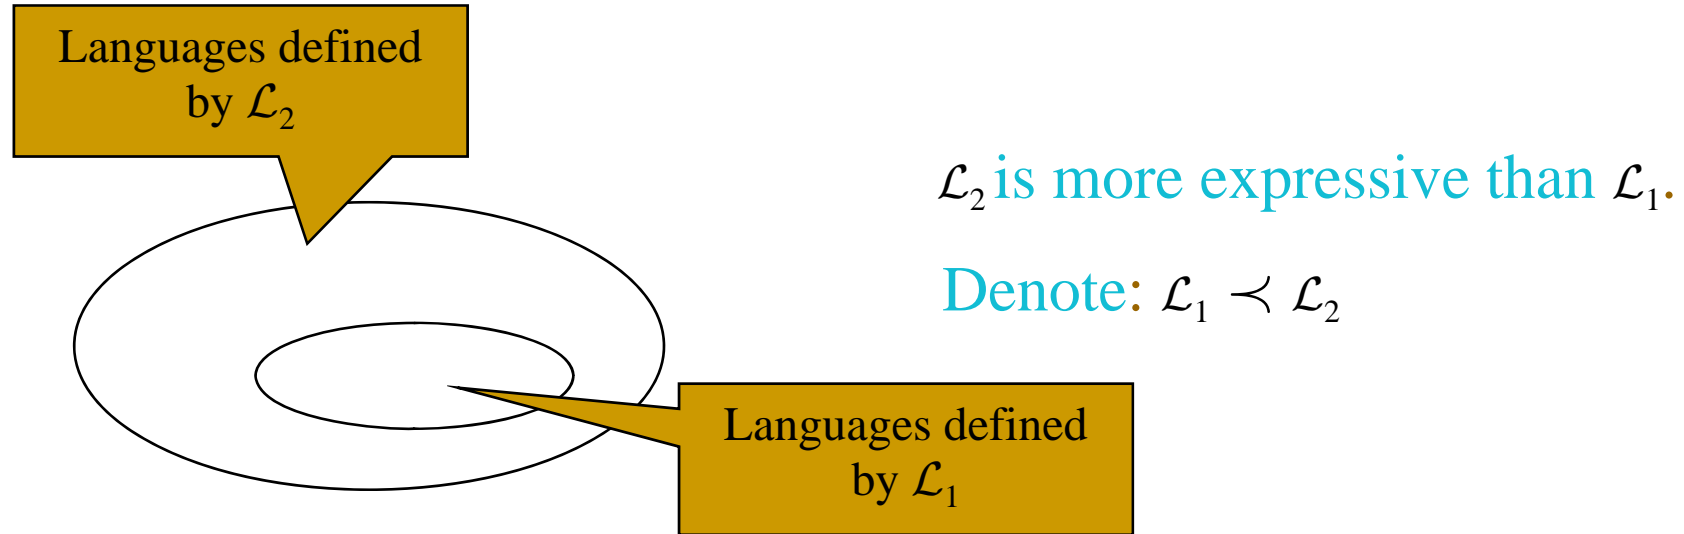 Languages defined
by ℒ₂
ℒ₂ is more expressive than ℒ₁.
Denote: ℒ₁ ≺ ℒ₂
Languages defined
by ℒ₁